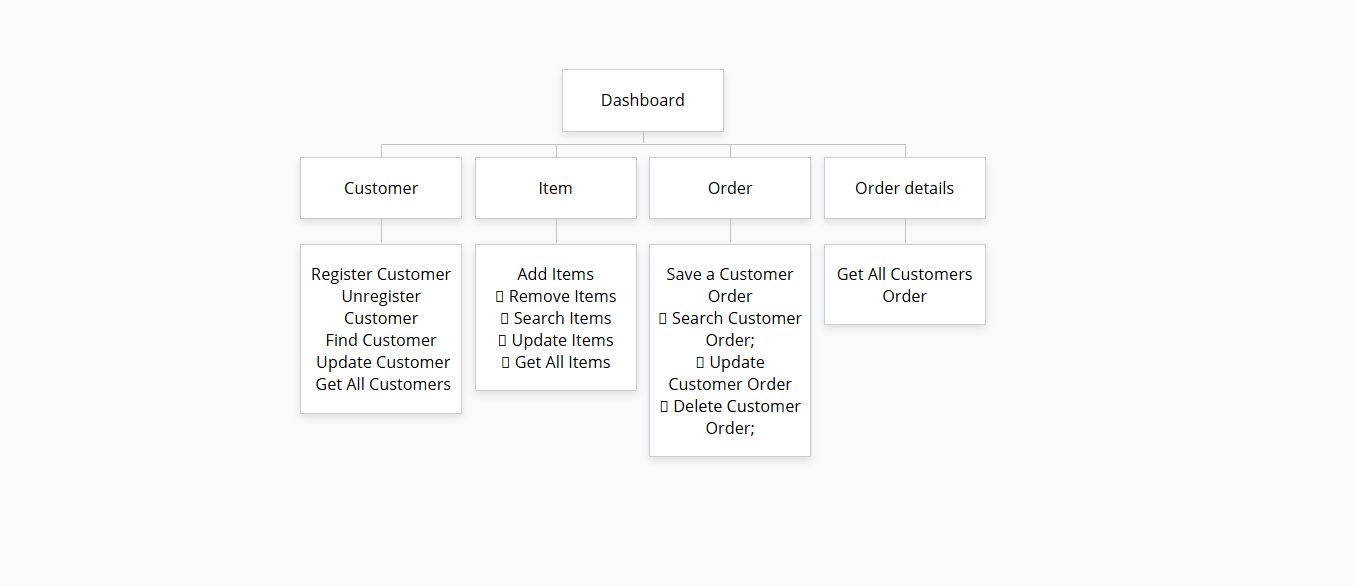 Dashboard
Customer
Item
Order
Order details
Register Customer
Unregister
Customer
Find Customer
Update Customer
Get All Customers
Add Items
▯ Remove Items
▯ Search Items
▯ Update Items
▯ Get All Items
Save a Customer
Order
▯ Search Customer
Order;
▯ Update
Customer Order
▯ Delete Customer
Order;
Get All Customers
Order